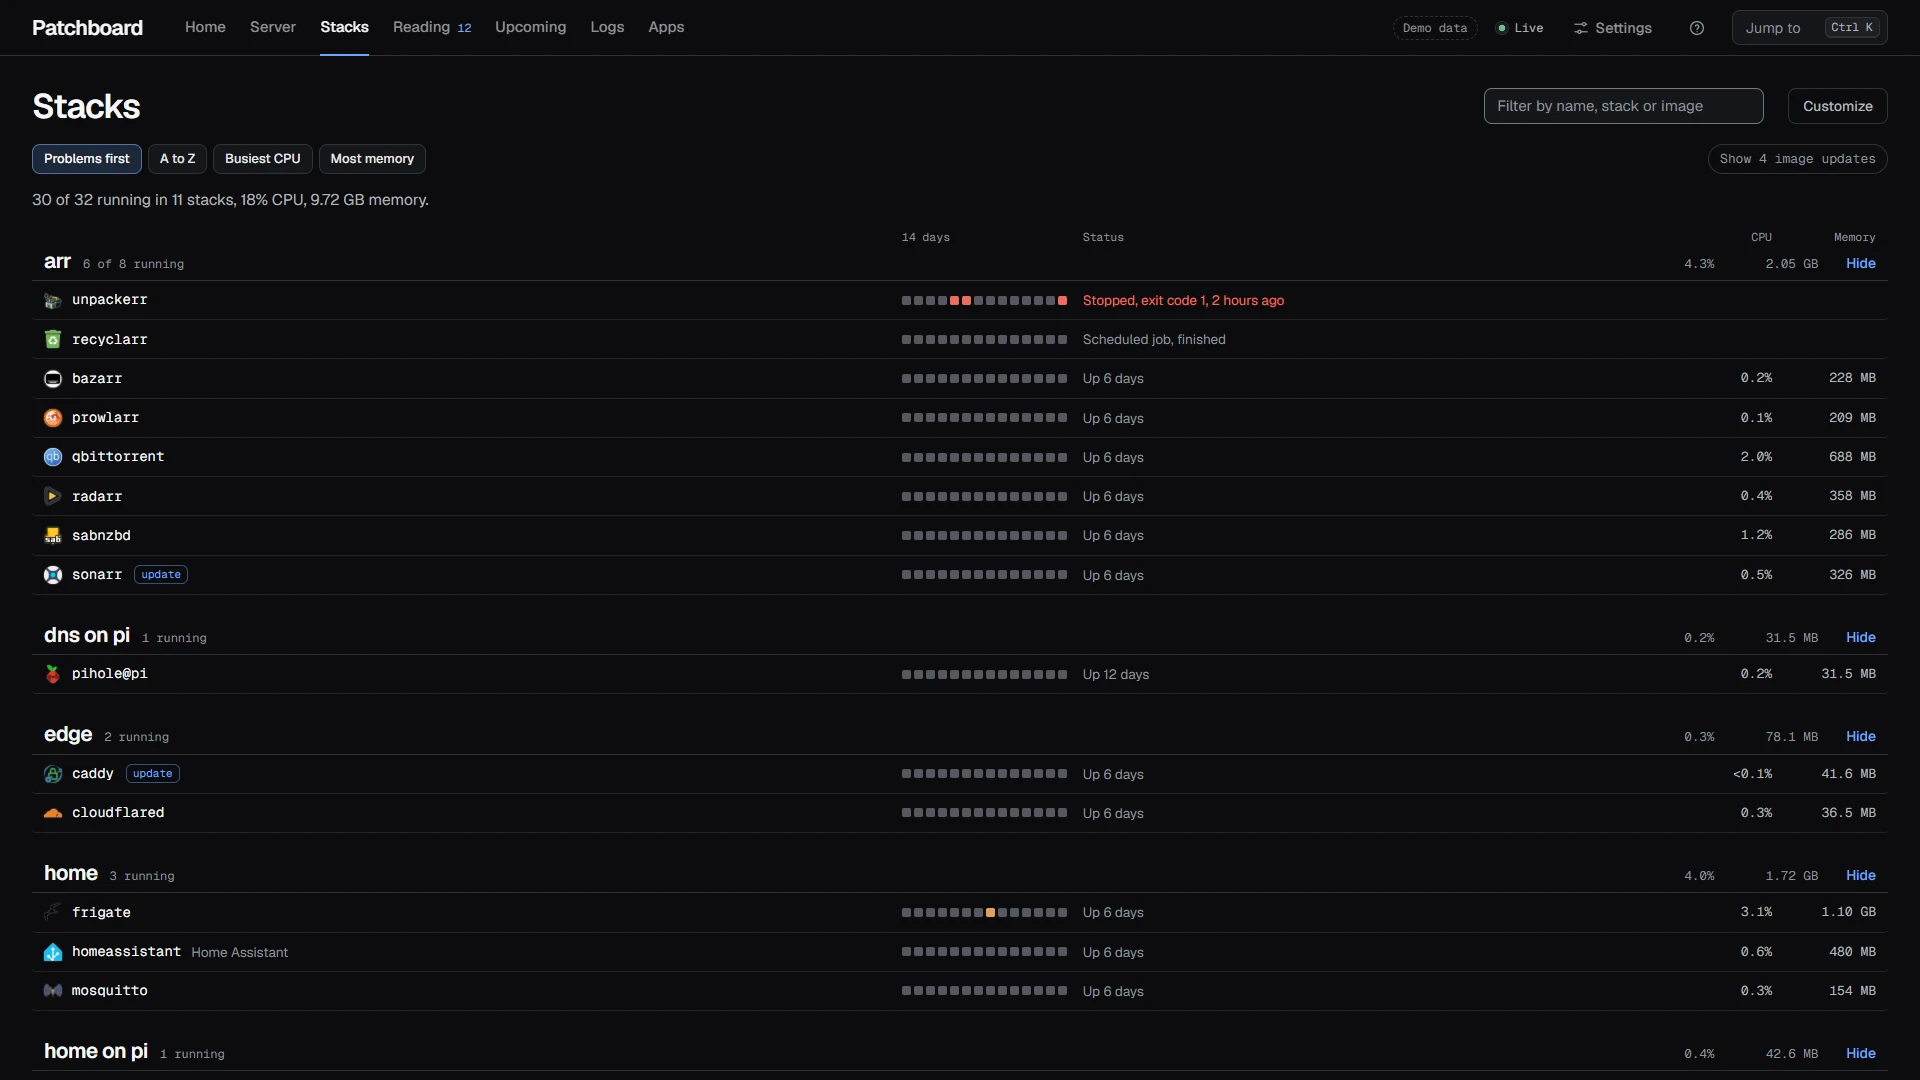 Patchboard Home Server Stacks Reading 12 Upcoming Logs Apps Demo data Live Settings Jump to Ctrl K
Stacks
Filter by name, stack or image
Customize
Problems first A to Z Busiest CPU Most memory
Show 4 image updates
30 of 32 running in 11 stacks, 18% CPU, 9.72 GB memory.
14 days Status CPU Memory
arr 6 of 8 running 4.3% 2.05 GB Hide
unpackerr Stopped, exit code 1, 2 hours ago
recyclarr Scheduled job, finished
bazarr Up 6 days 0.2% 228 MB
prowlarr Up 6 days 0.1% 209 MB
qbittorrent Up 6 days 2.0% 688 MB
radarr Up 6 days 0.4% 358 MB
sabnzbd Up 6 days 1.2% 286 MB
sonarr update Up 6 days 0.5% 326 MB
dns on pi 1 running 0.2% 31.5 MB Hide
pihole@pi Up 12 days 0.2% 31.5 MB
edge 2 running 0.3% 78.1 MB Hide
caddy update Up 6 days <0.1% 41.6 MB
cloudflared Up 6 days 0.3% 36.5 MB
home 3 running 4.0% 1.72 GB Hide
frigate Up 6 days 3.1% 1.10 GB
homeassistant Home Assistant Up 6 days 0.6% 480 MB
mosquitto Up 6 days 0.3% 154 MB
home on pi 1 running 0.4% 42.6 MB Hide